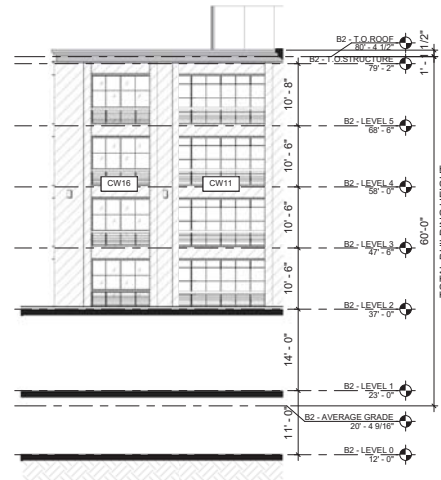 B2 - T.O.ROOF
80' - 4 1/2"
B2 - T.O.STRUCTURE
79' - 2"
1' - 1 1/2"
10' - 8"
B2 - LEVEL 5
68' - 6"
10' - 6"
CW16
CW11
B2 - LEVEL 4
58' - 0"
10' - 6"
60'-0"
B2 - LEVEL 3
47' - 6"
10' - 6"
B2 - LEVEL 2
37' - 0"
14' - 0"
B2 - LEVEL 1
23' - 0"
B2 - AVERAGE GRADE
20' - 4 9/16"
11' - 0"
B2 - LEVEL 0
12' - 0"